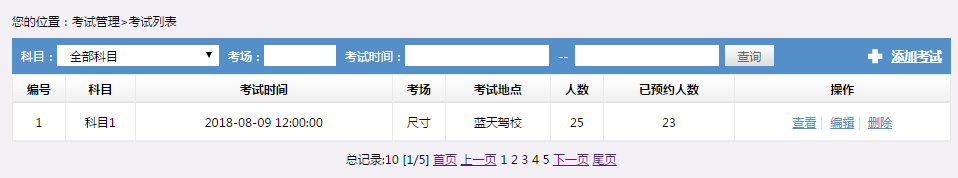 您的位置：考试管理>考试列表
科目： 全部科目 考场： 考试时间： -- 查询 添加考试
编号 科目 考试时间 考场 考试地点 人数 已预约人数 操作
1 科目1 2018-08-09 12:00:00 尺寸 蓝天驾校 25 23 查看| 编辑| 删除
总记录:10 [1/5] 首页 上一页 1 2 3 4 5 下一页 尾页